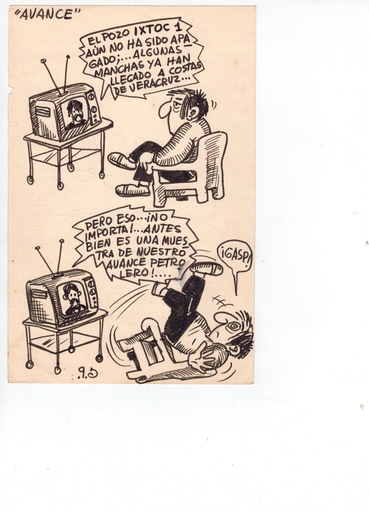 "AVANCE"
EL POZO IXTOC 1
AÚN NO HA SIDO APA
GADO;...ALGUNAS
MANCHAS YA HAN
LLEGADO A COSTAS
DE VERACRUZ...
PERO ESO...¡NO
IMPORTA!...ANTES
BIEN ES UNA MUES
TRA DE NUESTRO
AVANCE PETRO
LERO!....
¡GASP!